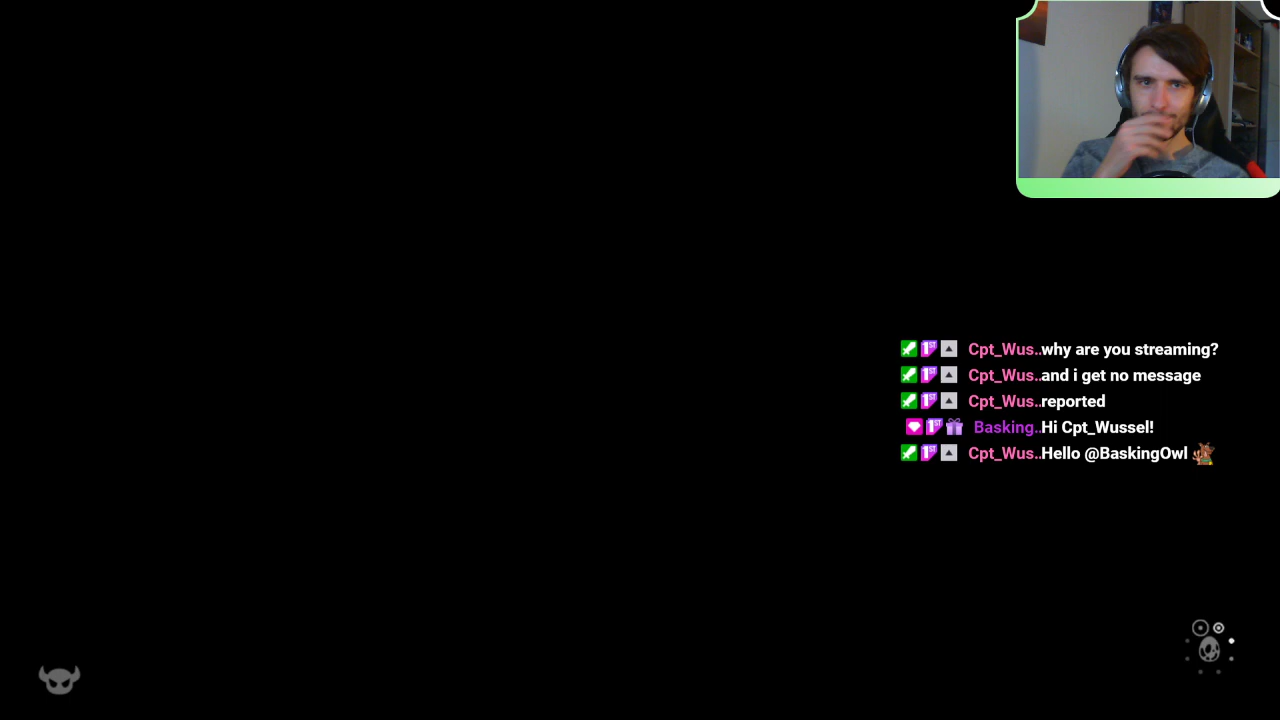 Cpt_Wus..why are you streaming?
Cpt_Wus..and i get no message
Cpt_Wus..reported
Basking..Hi Cpt_Wussel!
Cpt_Wus..Hello @BaskingOwl